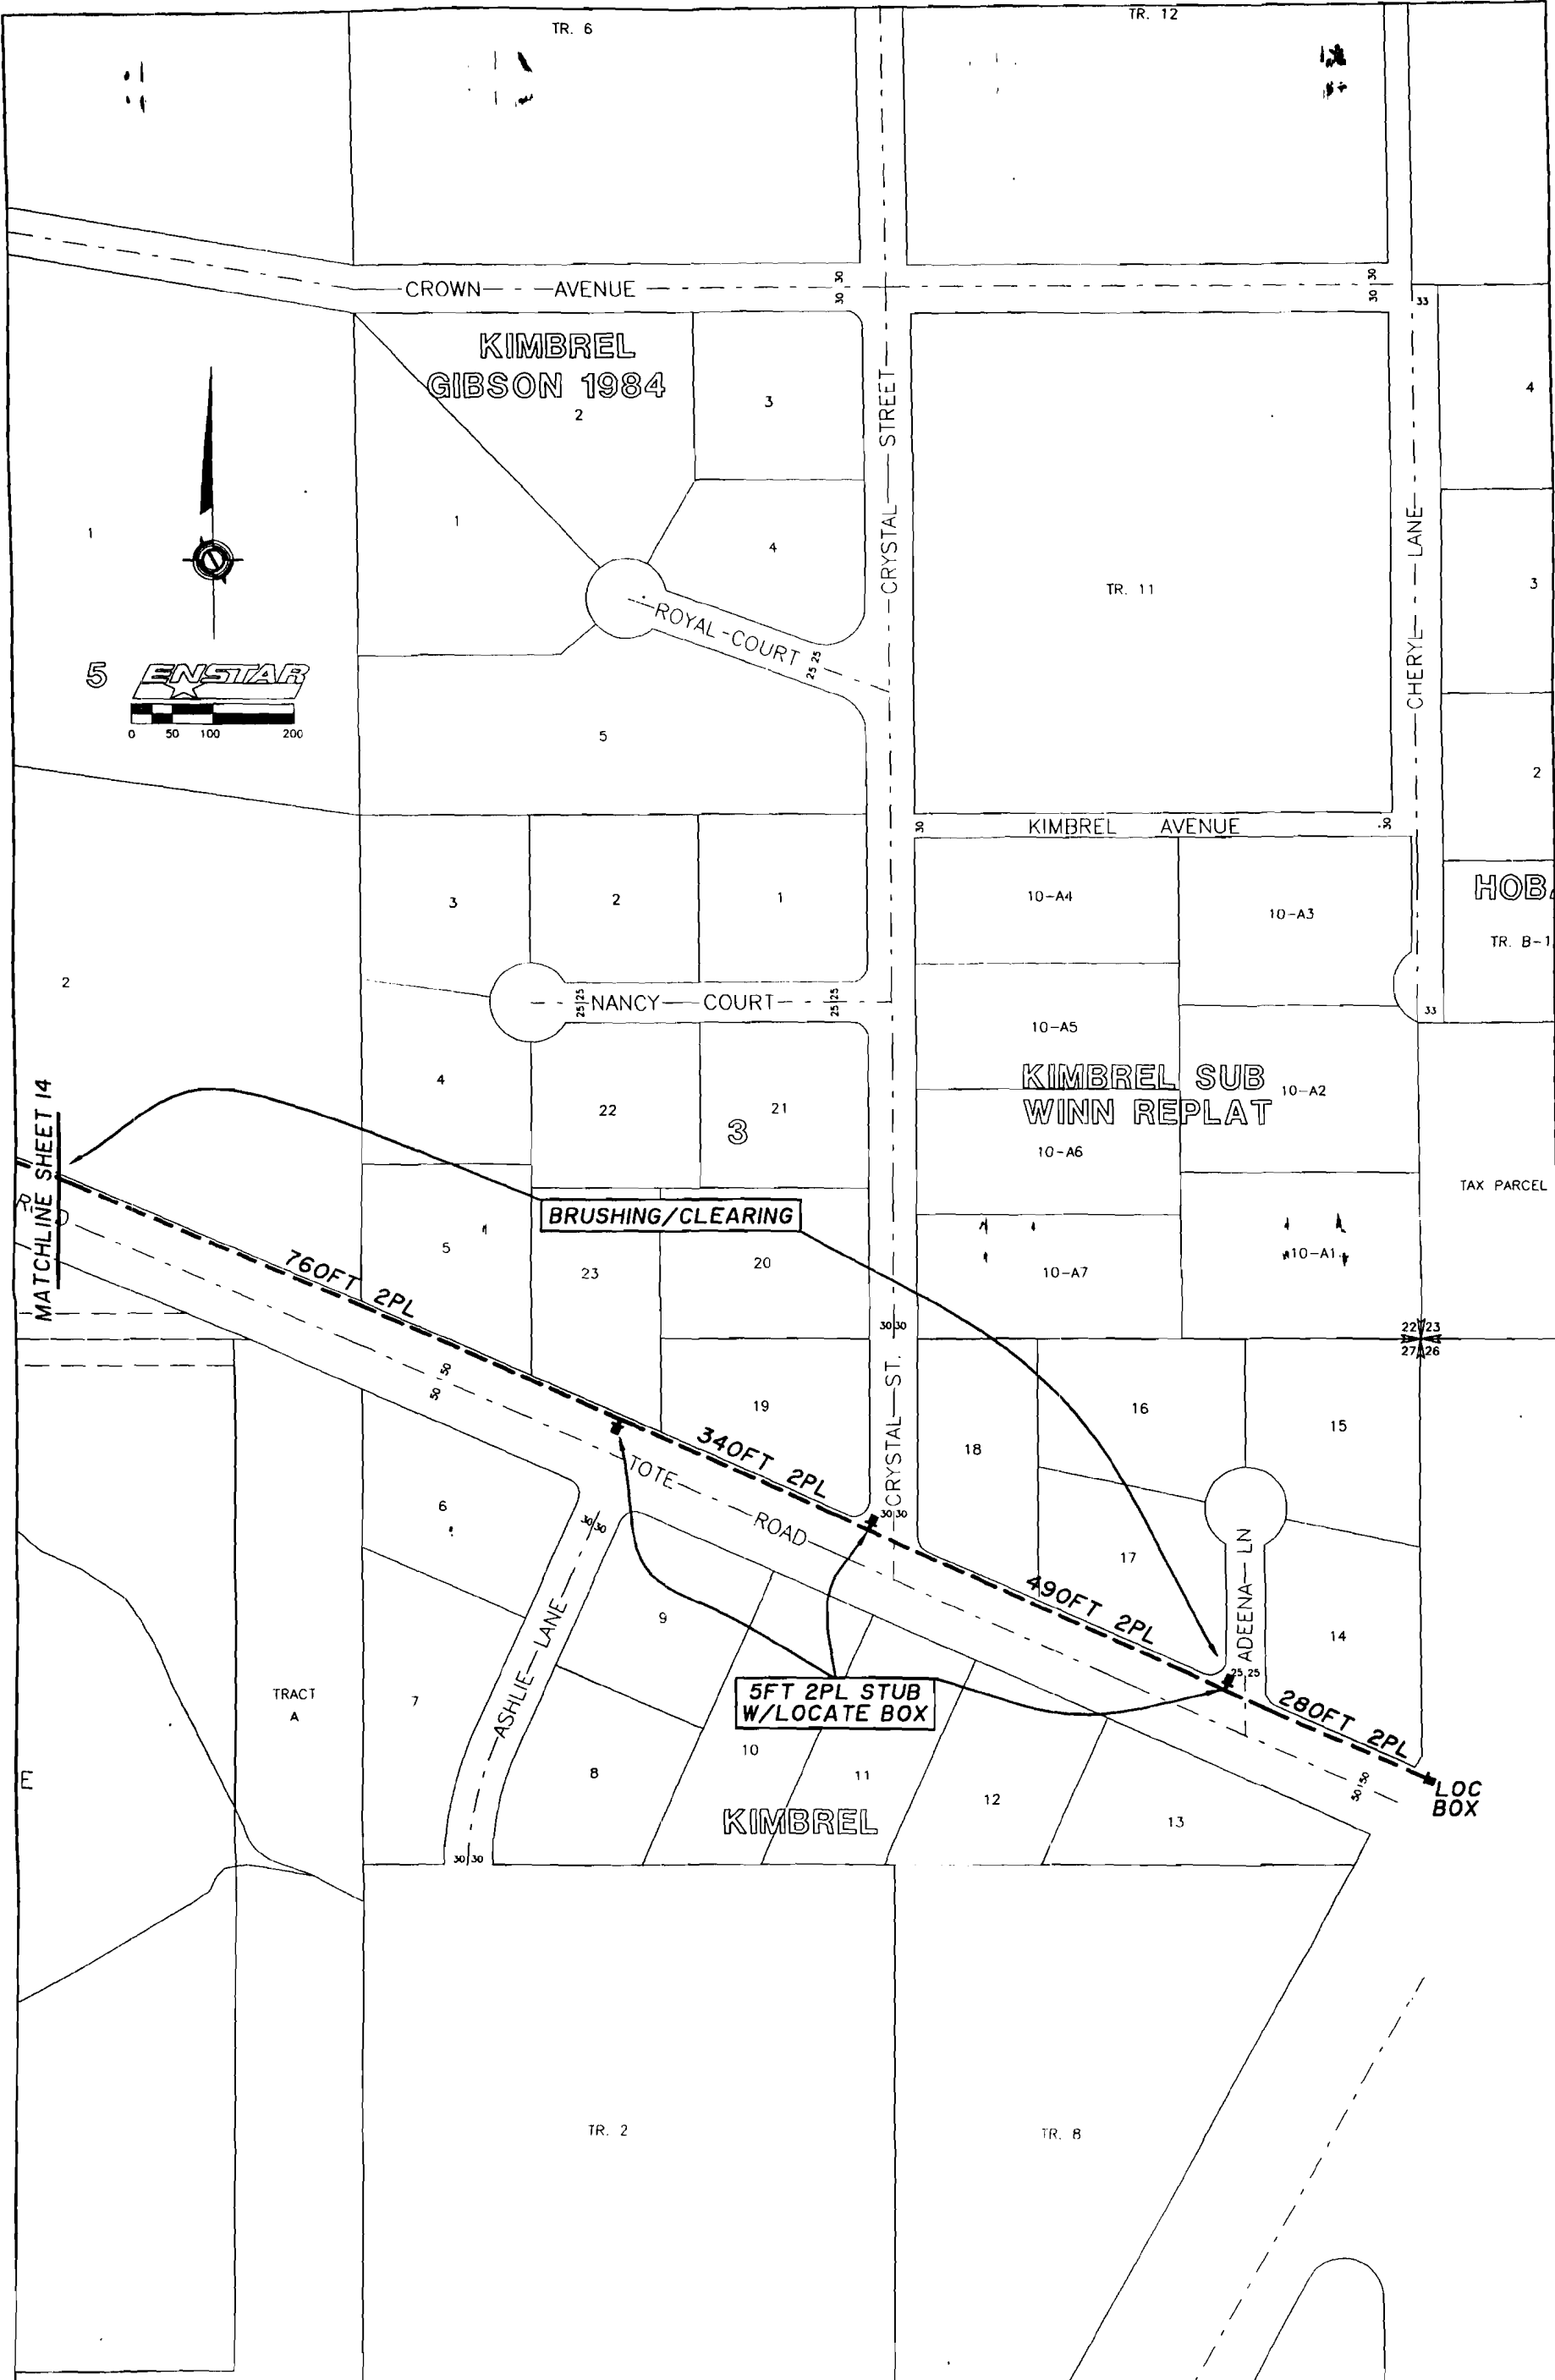 TR. 6
TR. 12
CROWN AVENUE
30 30
30 30
33
KIMBREL
GIBSON 1984
2
3
4
1
1
4
CRYSTAL STREET
TR. 11
CHERYL LANE
3
ROYAL COURT
25 25
5
ENSTAR
0 50 100 200
5
2
30
KIMBREL AVENUE
30
3
2
1
10-A4
10-A3
HOB
TR. B-1
2
25 25
NANCY COURT
25 25
33
10-A5
4
22
21
3
KIMBREL SUB
WINN REPLAT
10-A2
10-A6
MATCHLINE SHEET 14
TAX PARCEL
BRUSHING/CLEARING
5
23
20
10-A7
10-A1
760FT 2PL
30 30
22 23
27 26
50 50
19
CRYSTAL ST.
18
16
15
340FT 2PL
TOTE ROAD
30 30
6
30 30
17
ADEENA LN
490FT 2PL
9
14
ASHLIE LANE
TRACT
A
7
5FT 2PL STUB
W/LOCATE BOX
25 25
280FT 2PL
10
8
11
12
13
50 50
LOC
BOX
E
KIMBREL
30 30
TR. 2
TR. 8